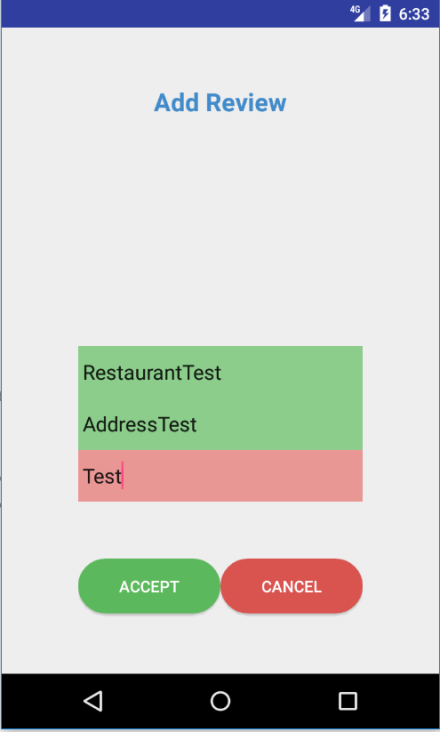 4G 6:33
Add Review
RestaurantTest
AddressTest
Test
ACCEPT CANCEL